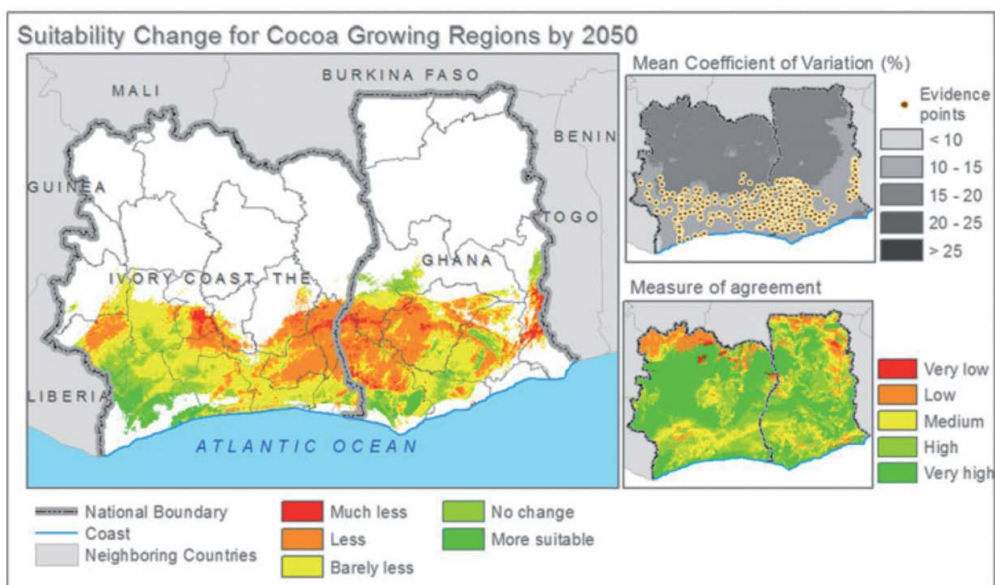 Suitability Change for Cocoa Growing Regions by 2050
MALI
BURKINA FASO
BENIN
GUINEA
TOGO
IVORY COAST, THE
GHANA
LIBERIA
ATLANTIC OCEAN
Mean Coefficient of Variation (%)
Evidence
points
< 10
10 - 15
15 - 20
20 - 25
> 25
Measure of agreement
Very low
Low
Medium
High
Very high
National Boundary
Coast
Neighboring Countries
Much less
Less
Barely less
No change
More suitable